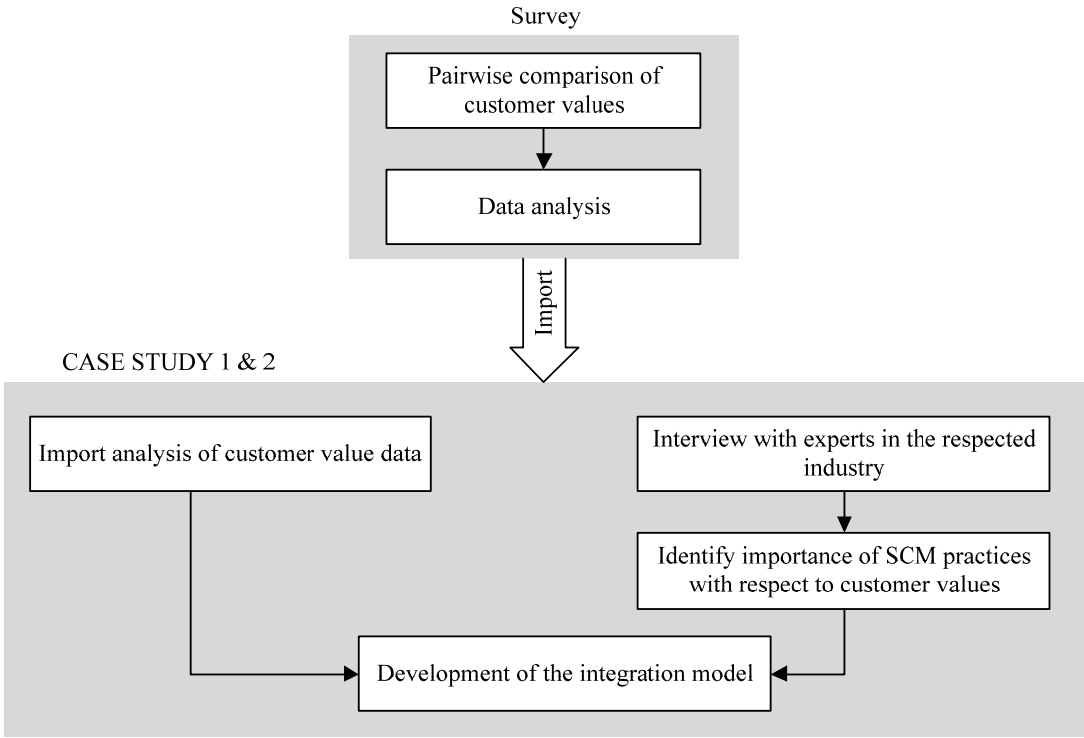 Survey
Pairwise comparison of
customer values
Data analysis
Import
CASE STUDY 1 & 2
Import analysis of customer value data
Interview with experts in the respected
industry
Identify importance of SCM practices
with respect to customer values
Development of the integration model